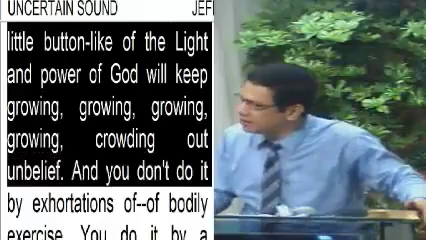 UNCERTAIN SOUND JEFF
little button-like of the Light
and power of God will keep
growing, growing, growing,
growing, crowding out
unbelief. And you don't do it
by exhortations of--of bodily
exercise. You do it by a